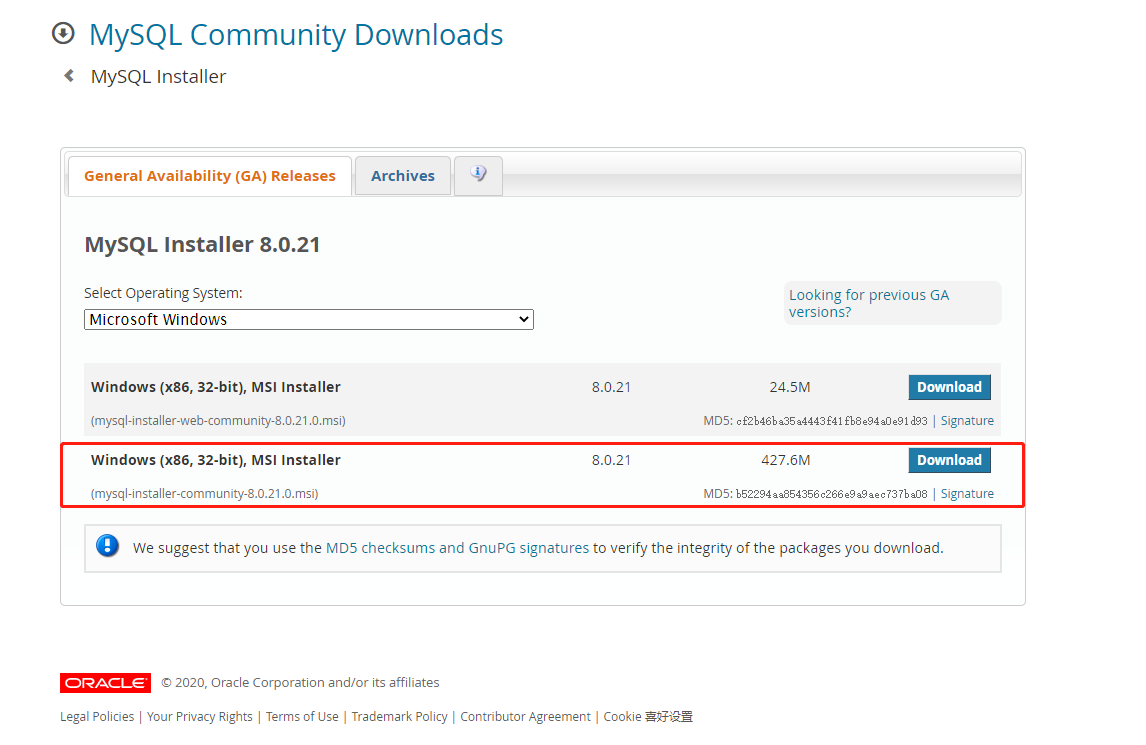 MySQL Community Downloads
MySQL Installer
General Availability (GA) Releases
Archives
MySQL Installer 8.0.21
Select Operating System:
Microsoft Windows
Looking for previous GA
versions?
Windows (x86, 32-bit), MSI Installer 8.0.21 24.5M Download
(mysql-installer-web-community-8.0.21.0.msi) MD5: cf2b46ba35a4443f41fb8e94a0e91d93 | Signature
Windows (x86, 32-bit), MSI Installer 8.0.21 427.6M Download
(mysql-installer-community-8.0.21.0.msi) MD5: b52294aa854356c266e9a9aec737ba08 | Signature
We suggest that you use the MD5 checksums and GnuPG signatures to verify the integrity of the packages you download.
ORACLE © 2020, Oracle Corporation and/or its affiliates
Legal Policies | Your Privacy Rights | Terms of Use | Trademark Policy | Contributor Agreement | Cookie 喜好设置